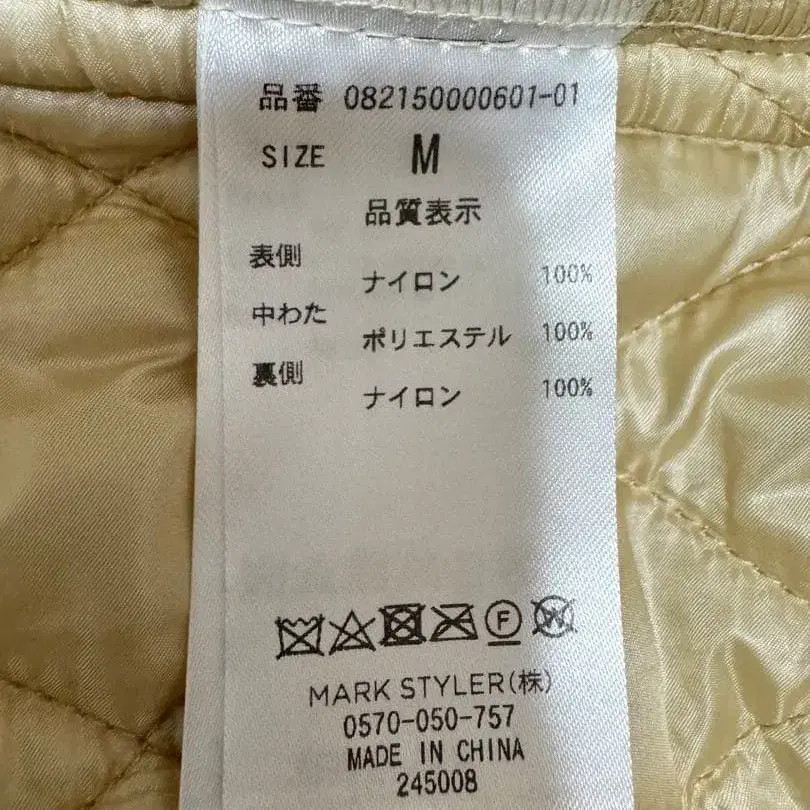 品番 082150000601-01
SIZE M
品質表示
表側
ナイロン 100%
中わた
ポリエステル 100%
裏側
ナイロン 100%
F W
MARK STYLER(株)
0570-050-757
MADE IN CHINA
245008